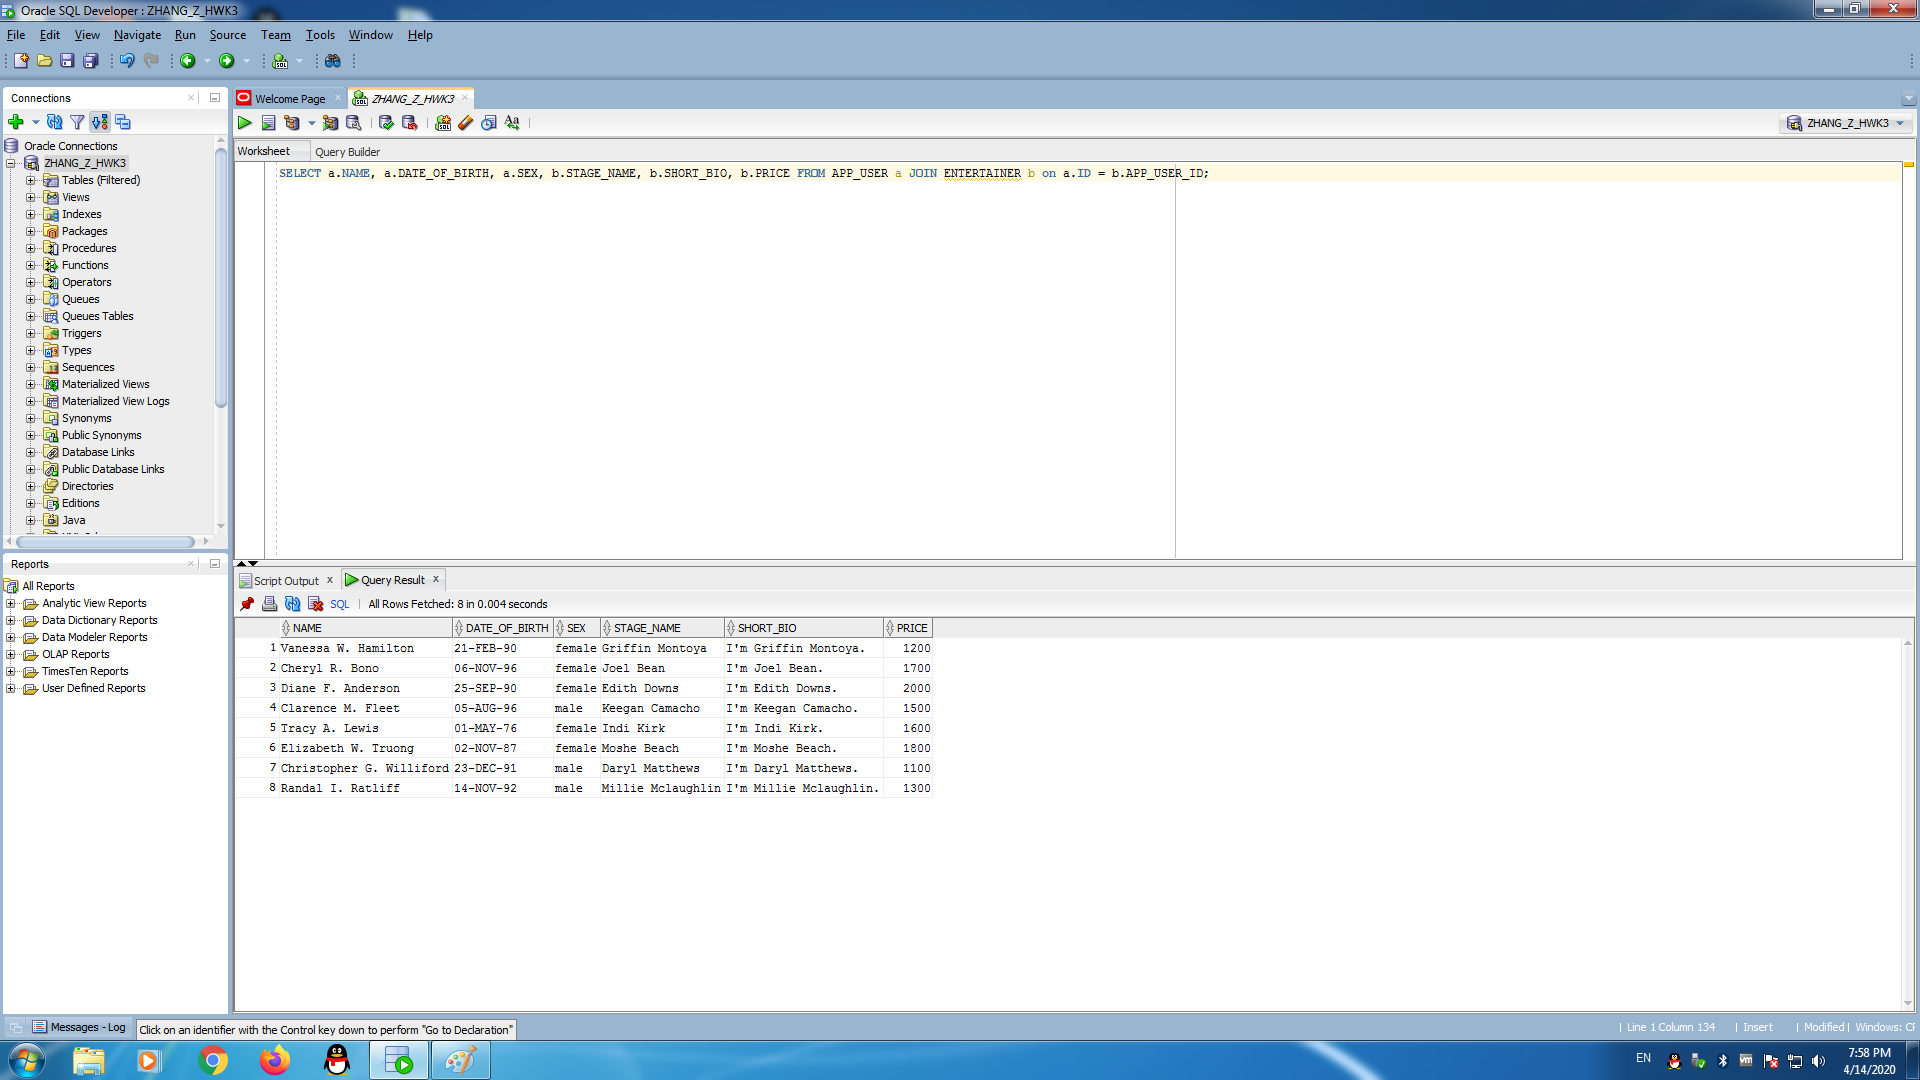 Oracle SQL Developer : ZHANG_Z_HWK3
File Edit View Navigate Run Source Team Tools Window Help
Connections
Welcome Page
ZHANG_Z_HWK3
ZHANG_Z_HWK3
Worksheet Query Builder
Oracle Connections
ZHANG_Z_HWK3
Tables (Filtered)
Views
Indexes
Packages
Procedures
Functions
Operators
Queues
Queues Tables
Triggers
Types
Sequences
Materialized Views
Materialized View Logs
Synonyms
Public Synonyms
Database Links
Public Database Links
Directories
Editions
Java
SELECT a.NAME, a.DATE_OF_BIRTH, a.SEX, b.STAGE_NAME, b.SHORT_BIO, b.PRICE FROM APP_USER a JOIN ENTERTAINER b on a.ID = b.APP_USER_ID;
Reports
All Reports
Analytic View Reports
Data Dictionary Reports
Data Modeler Reports
OLAP Reports
TimesTen Reports
User Defined Reports
Script Output x Query Result x
SQL | All Rows Fetched: 8 in 0.004 seconds
NAME DATE_OF_BIRTH SEX STAGE_NAME SHORT_BIO PRICE
1 Vanessa W. Hamilton 21-FEB-90 female Griffin Montoya I'm Griffin Montoya. 1200
2 Cheryl R. Bono 06-NOV-96 female Joel Bean I'm Joel Bean. 1700
3 Diane F. Anderson 25-SEP-90 female Edith Downs I'm Edith Downs. 2000
4 Clarence M. Fleet 05-AUG-96 male Keegan Camacho I'm Keegan Camacho. 1500
5 Tracy A. Lewis 01-MAY-76 female Indi Kirk I'm Indi Kirk. 1600
6 Elizabeth W. Truong 02-NOV-87 female Moshe Beach I'm Moshe Beach. 1800
7 Christopher G. Williford 23-DEC-91 male Daryl Matthews I'm Daryl Matthews. 1100
8 Randal I. Ratliff 14-NOV-92 male Millie Mclaughlin I'm Millie Mclaughlin. 1300
Messages - Log
Click on an identifier with the Control key down to perform "Go to Declaration"
| Line 1 Column 134 | Insert | Modified | Windows: CF
EN
7:58 PM
4/14/2020